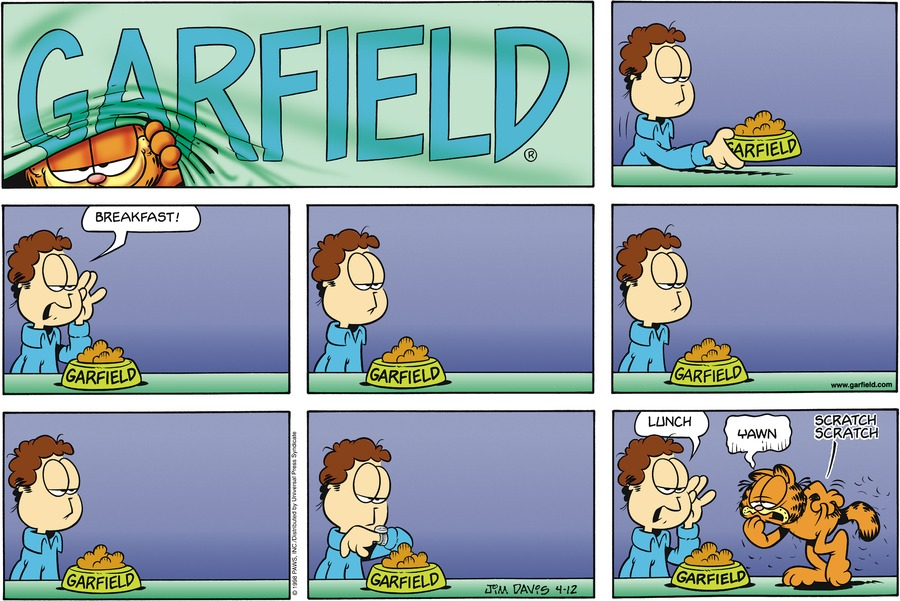 GARFIELD
®
GARFIELD
BREAKFAST!
GARFIELD
GARFIELD
GARFIELD
www.garfield.com
GARFIELD
© 1998 PAWS, INC./Distributed by Universal Press Syndicate
GARFIELD
JIM DAVIS 4-12
LUNCH
YAWN
SCRATCH
SCRATCH
GARFIELD